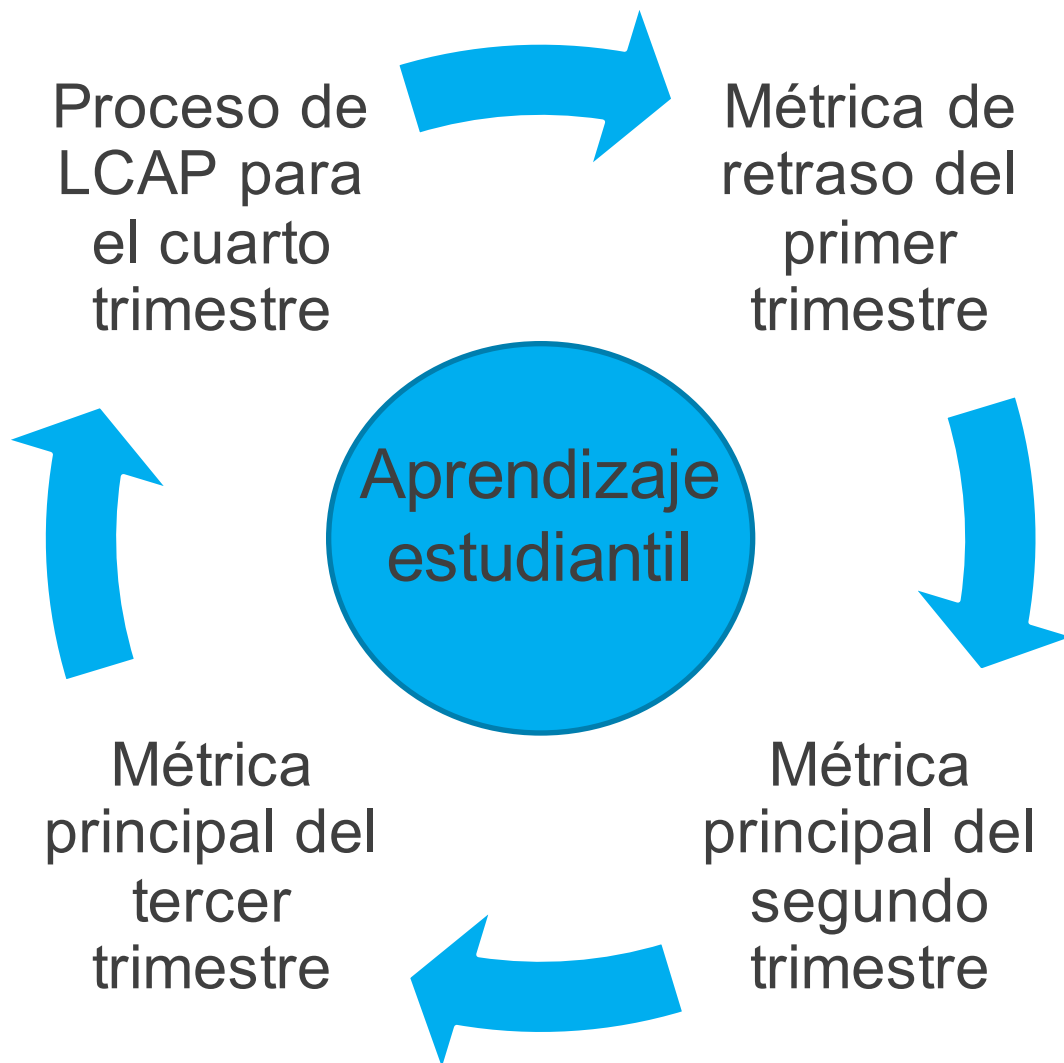 Proceso de
LCAP para
el cuarto
trimestre
Métrica de
retraso del
primer
trimestre
Aprendizaje
estudiantil
Métrica
principal del
tercer
trimestre
Métrica
principal del
segundo
trimestre